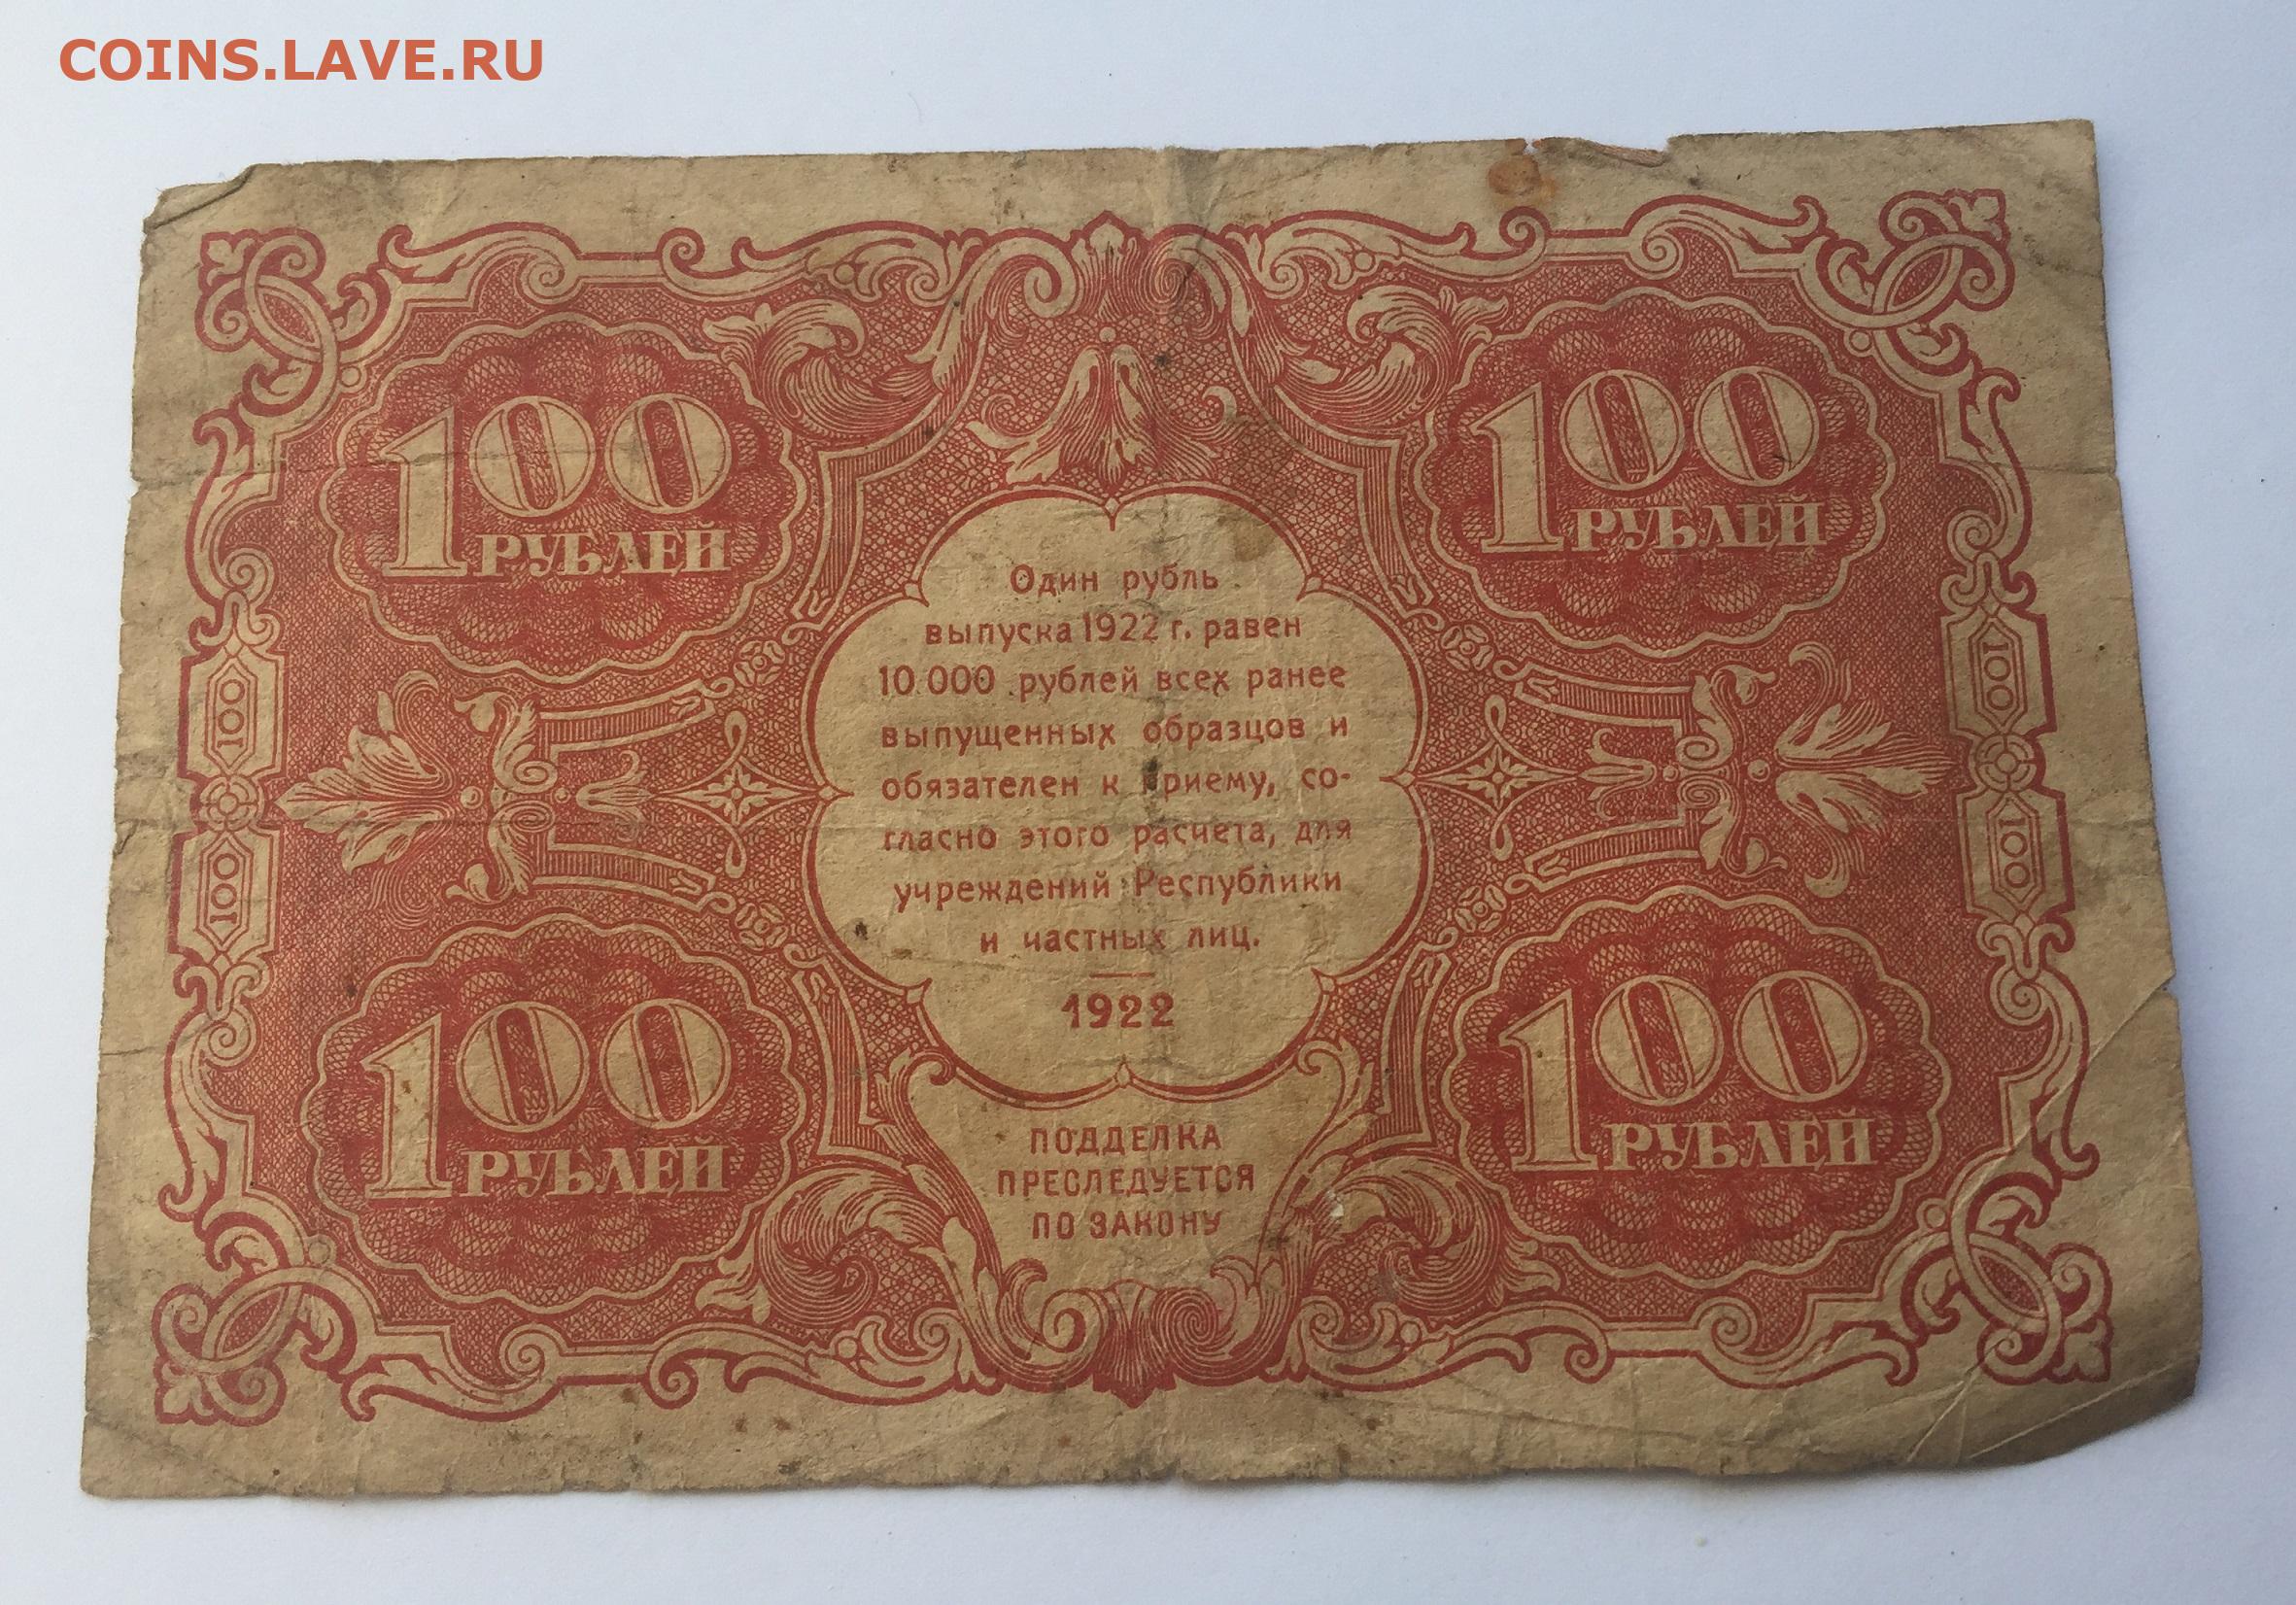 COINS.LAVE.RU
100
РУБЛЕЙ
100
РУБЛЕЙ
Один рубль
выпуска 1922 г. равен
10.000 рублей всех ранее
выпущенных образцов и
обязателен к приему, со-
гласно этого расчета, для
учреждений Республики
и частных лиц.
1922
100
100
100
100
100
РУБЛЕЙ
100
РУБЛЕЙ
ПОДДЕЛКА
ПРЕСЛЕДУЕТСЯ
ПО ЗАКОНУ